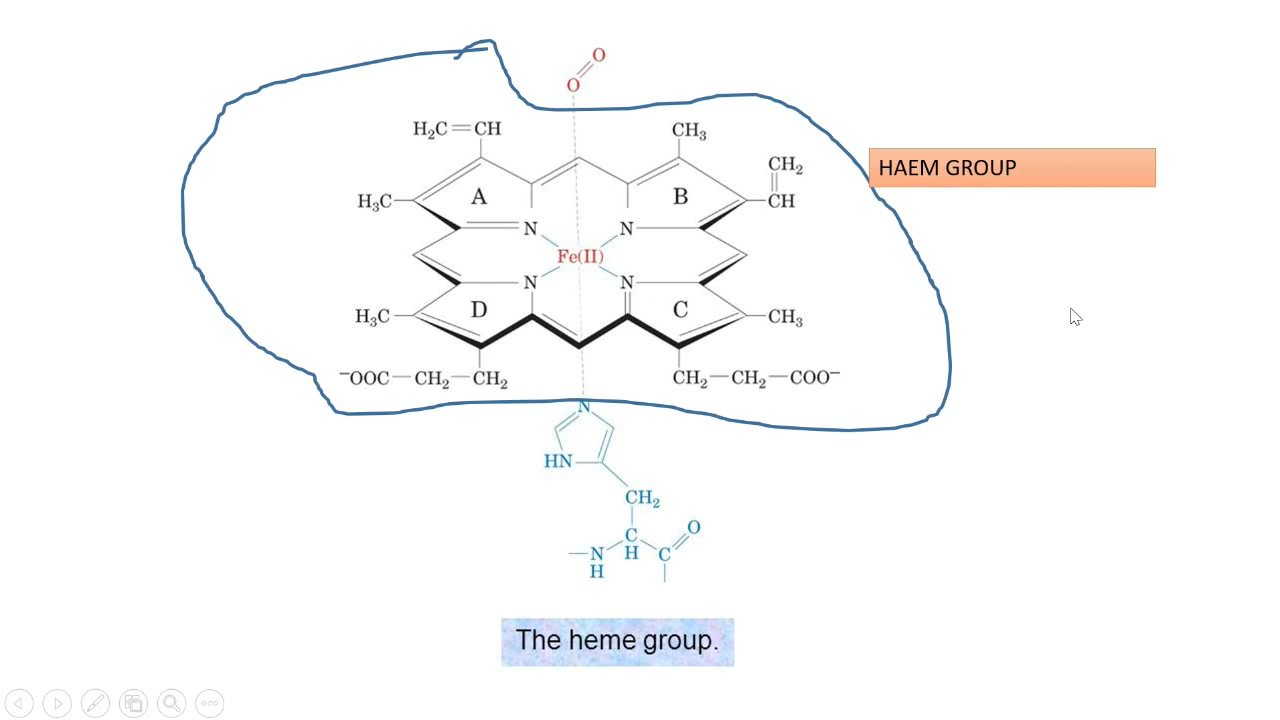 O
O
H₂C=CH
CH₃
CH₂
HAEM GROUP
A
B
H₃C
CH
N
N
Fe(II)
N
N
D
C
H₃C
CH₃
⁻OOC—CH₂—CH₂
CH₂—CH₂—COO⁻
N
HN
CH₂
O
C
—N
H
C
H
The heme group.